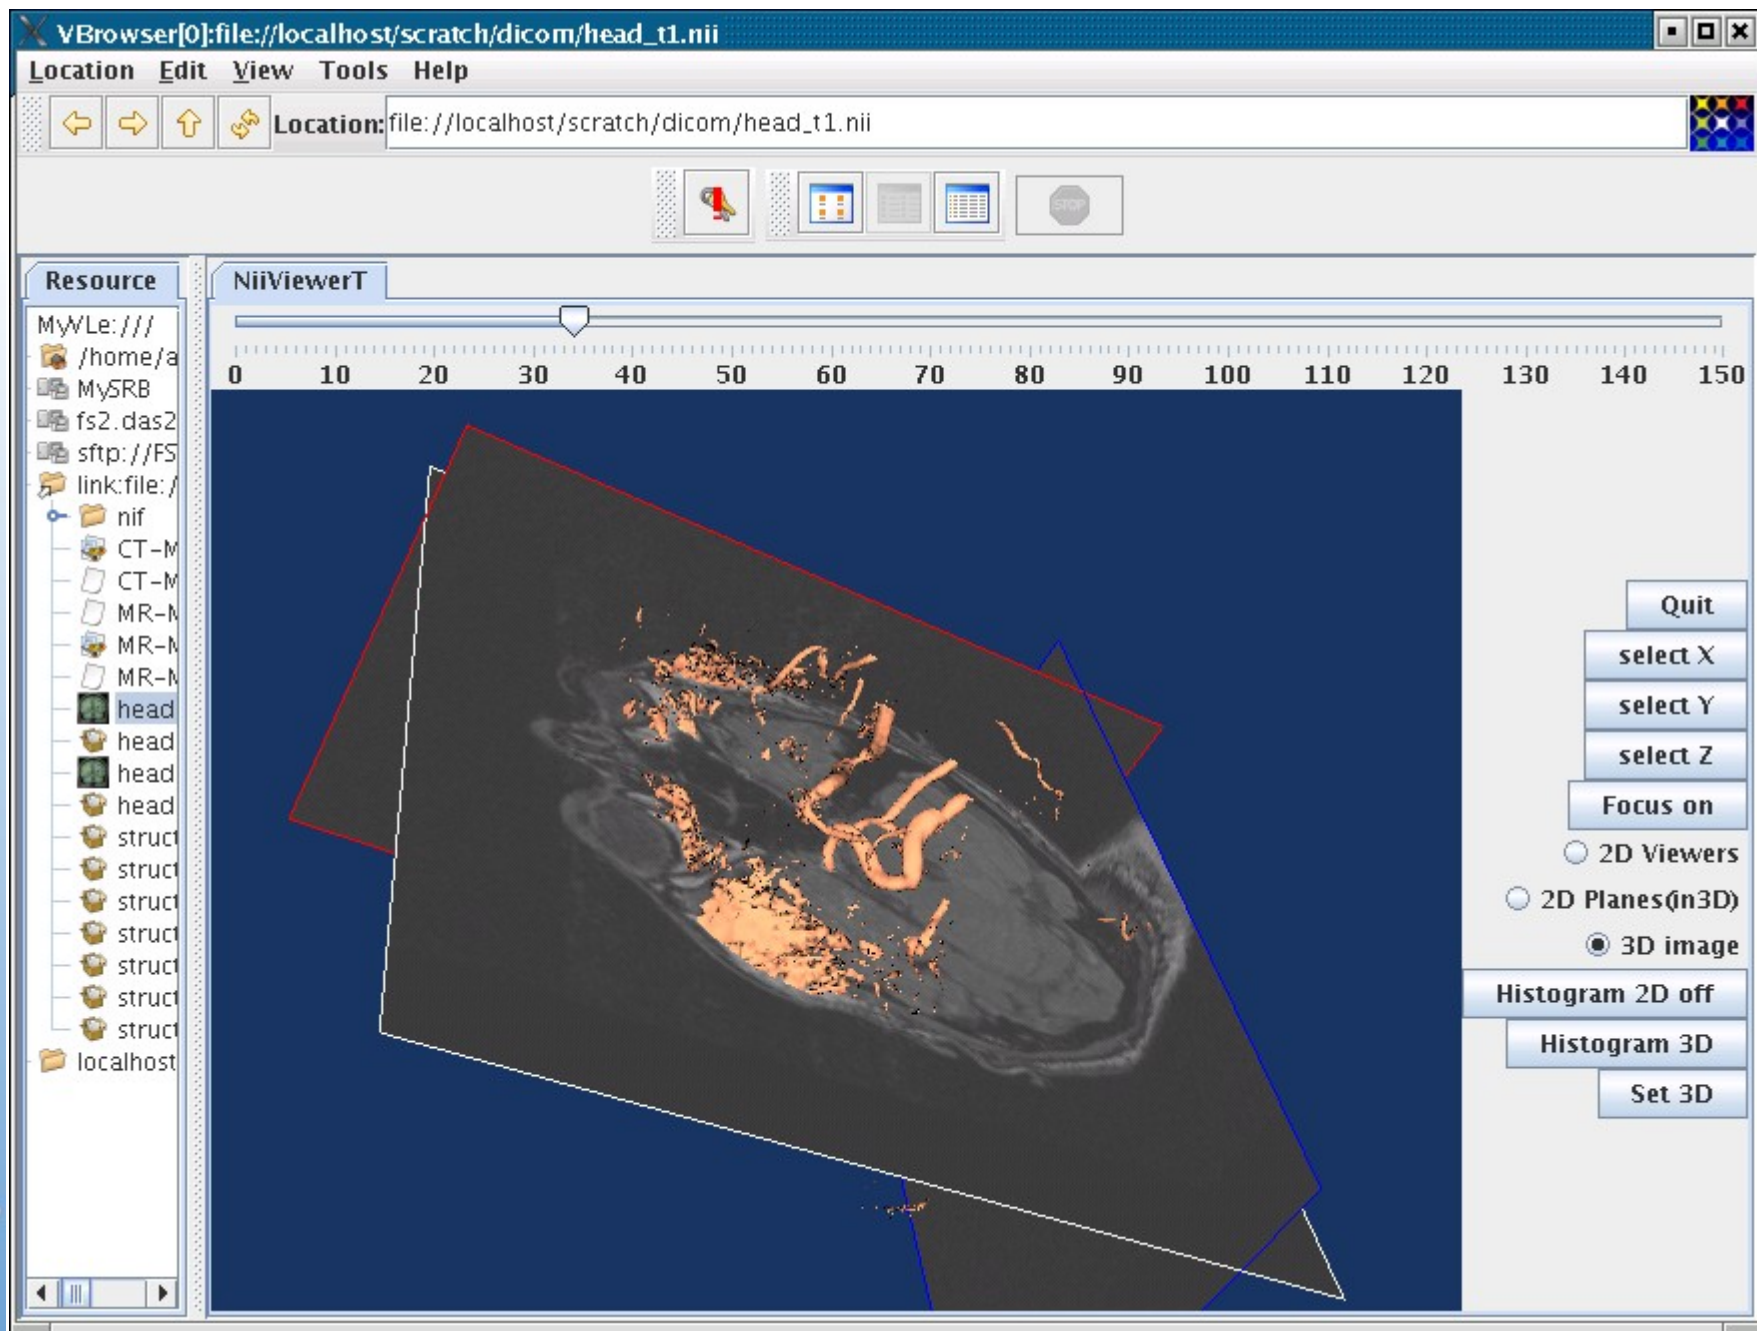 VBrowser[0]:file://localhost/scratch/dicom/head_t1.nii
Location Edit View Tools Help
Location: file://localhost/scratch/dicom/head_t1.nii
STOP
Resource
NiiViewerT
MyVLe:///
/home/a
MySRB
fs2.das2
sftp://FS
link:file:/
nif
CT-M
CT-M
MR-M
MR-M
MR-M
head
head
head
head
struct
struct
struct
struct
struct
struct
struct
localhost
0 10 20 30 40 50 60 70 80 90 100 110 120 130 140 150
Quit
select X
select Y
select Z
Focus on
2D Viewers
2D Planes(in3D)
3D image
Histogram 2D off
Histogram 3D
Set 3D